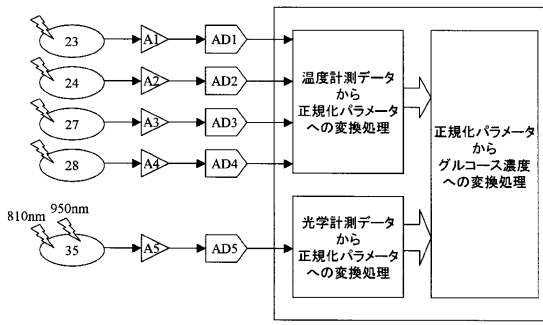 23
A1
AD1
24
A2
AD2
27
A3
AD3
28
A4
AD4
温度計測データ
から
正規化パラメータ
への変換処理
正規化パラメータ
から
グルコース濃度
への変換処理
810nm
950nm
35
A5
AD5
光学計測データ
から
正規化パラメータ
への変換処理